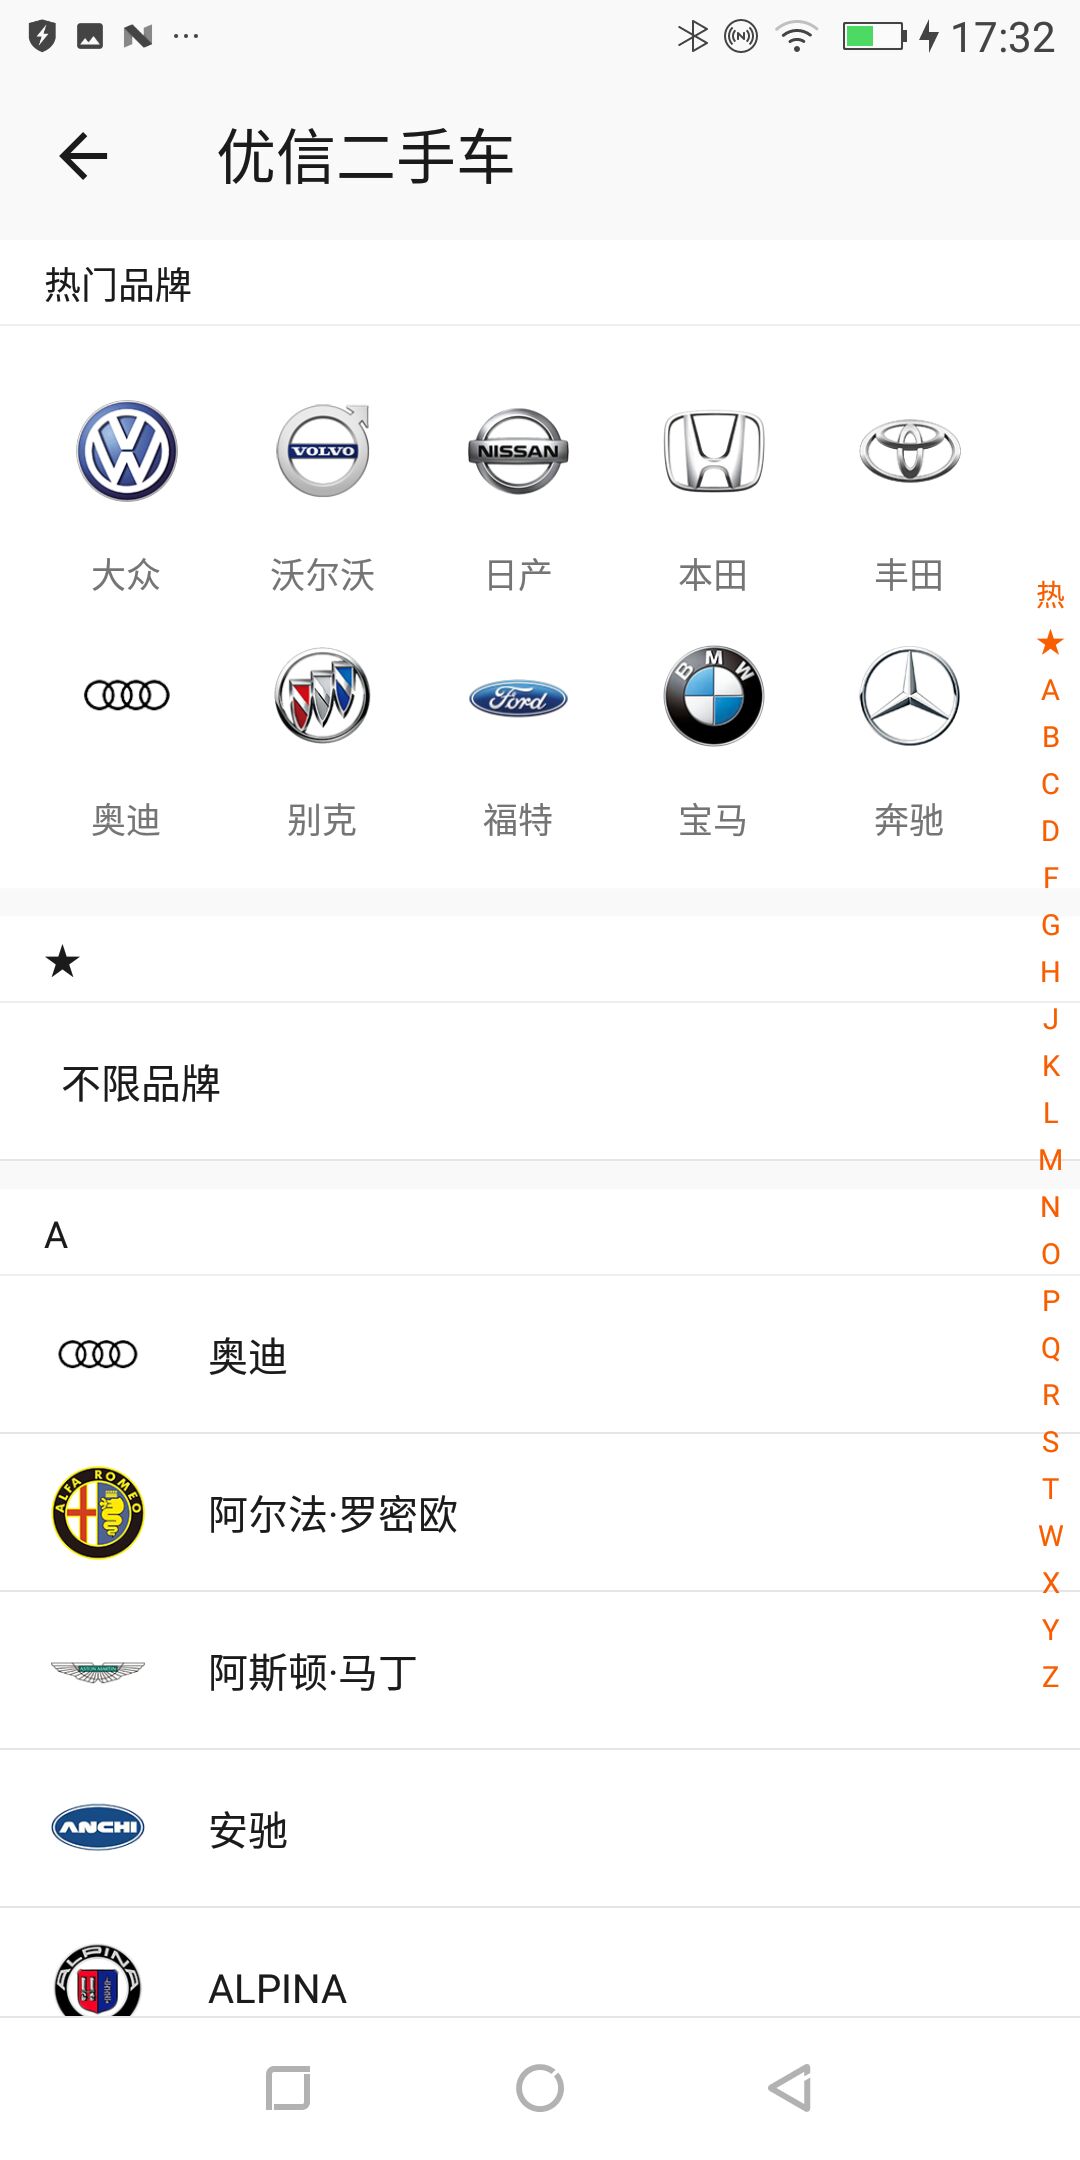 17:32
优信二手车
热门品牌
VOLVO
NISSAN
大众
沃尔沃
日产
本田
丰田
Ford
BMW
奥迪
别克
福特
宝马
奔驰
热
★
A
B
C
D
F
G
H
J
K
L
M
N
O
P
Q
R
S
T
W
X
Y
Z
★
不限品牌
A
奥迪
ALFA ROMEO
阿尔法·罗密欧
ASTON MARTIN
阿斯顿·马丁
ANCHI
安驰
ALPINA
ALPINA